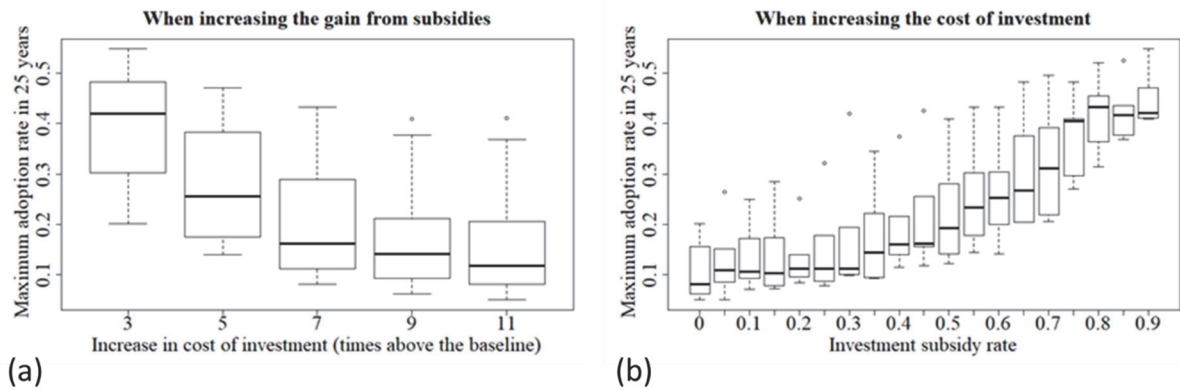 When increasing the gain from subsidies
Maximum adoption rate in 25 years
0.5
0.4
0.3
0.2
0.1
3 5 7 9 11
Increase in cost of investment (times above the baseline)
(a)
When increasing the cost of investment
Maximum adoption rate in 25 years
0.5
0.4
0.3
0.2
0.1
0 0.1 0.2 0.3 0.4 0.5 0.6 0.7 0.8 0.9
Investment subsidy rate
(b)